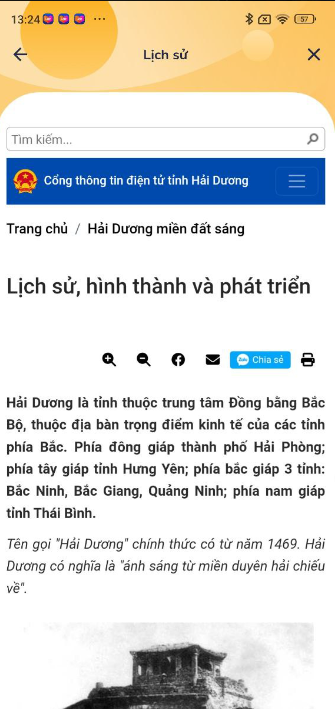 13:24
57
Lịch sử
Tìm kiếm...
Cổng thông tin điện tử tỉnh Hải Dương
Trang chủ / Hải Dương miền đất sáng
Lịch sử, hình thành và phát triển
Zalo Chia sẻ
Hải Dương là tỉnh thuộc trung tâm Đồng bằng Bắc
Bộ, thuộc địa bàn trọng điểm kinh tế của các tỉnh
phía Bắc. Phía đông giáp thành phố Hải Phòng;
phía tây giáp tỉnh Hưng Yên; phía bắc giáp 3 tỉnh:
Bắc Ninh, Bắc Giang, Quảng Ninh; phía nam giáp
tỉnh Thái Bình.
Tên gọi "Hải Dương" chính thức có từ năm 1469. Hải
Dương có nghĩa là "ánh sáng từ miền duyên hải chiếu
về".